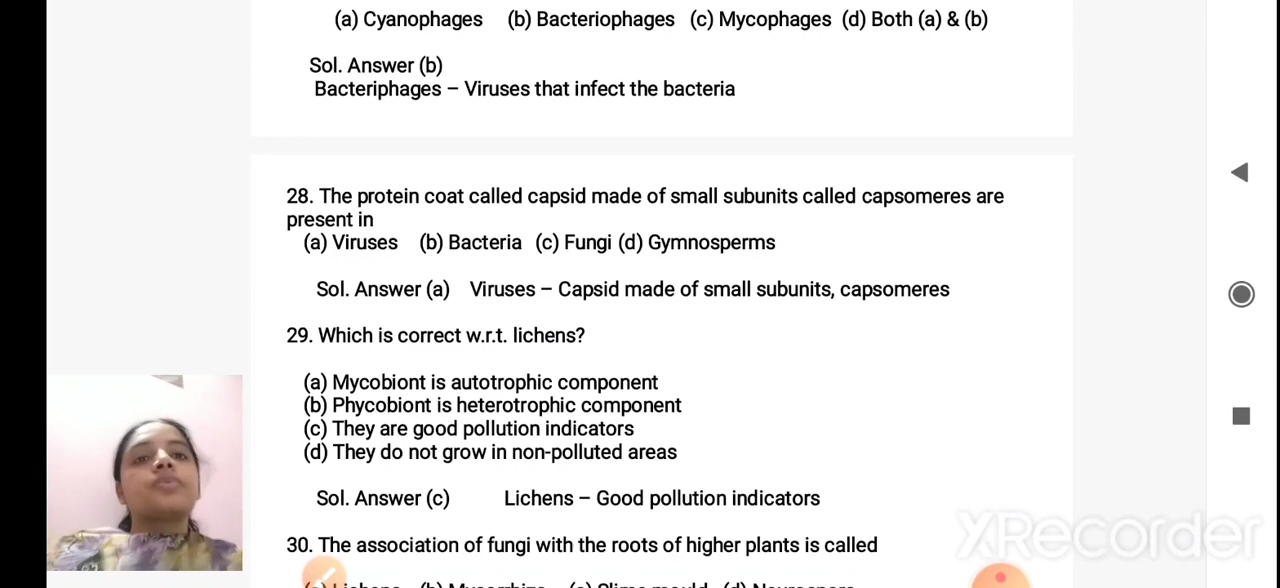 (a) Cyanophages (b) Bacteriophages (c) Mycophages (d) Both (a) & (b)
Sol. Answer (b)
Bacteriphages – Viruses that infect the bacteria
28. The protein coat called capsid made of small subunits called capsomeres are
present in
(a) Viruses (b) Bacteria (c) Fungi (d) Gymnosperms
Sol. Answer (a) Viruses – Capsid made of small subunits, capsomeres
29. Which is correct w.r.t. lichens?
(a) Mycobiont is autotrophic component
(b) Phycobiont is heterotrophic component
(c) They are good pollution indicators
(d) They do not grow in non-polluted areas
Sol. Answer (c) Lichens – Good pollution indicators
30. The association of fungi with the roots of higher plants is called
(b) Mycorrhiza (c) Slime mould (d)
XRecorder